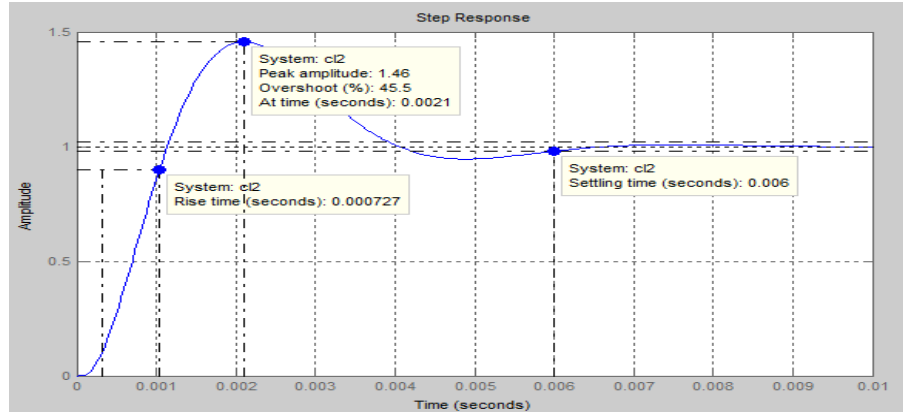 Step Response
1.5
1
0.5
0
Amplitude
System: cl2
Peak amplitude: 1.46
Overshoot (%): 45.5
At time (seconds): 0.0021
System: cl2
Rise time (seconds): 0.000727
System: cl2
Settling time (seconds): 0.006
0 0.001 0.002 0.003 0.004 0.005 0.006 0.007 0.008 0.009 0.01
Time (seconds)